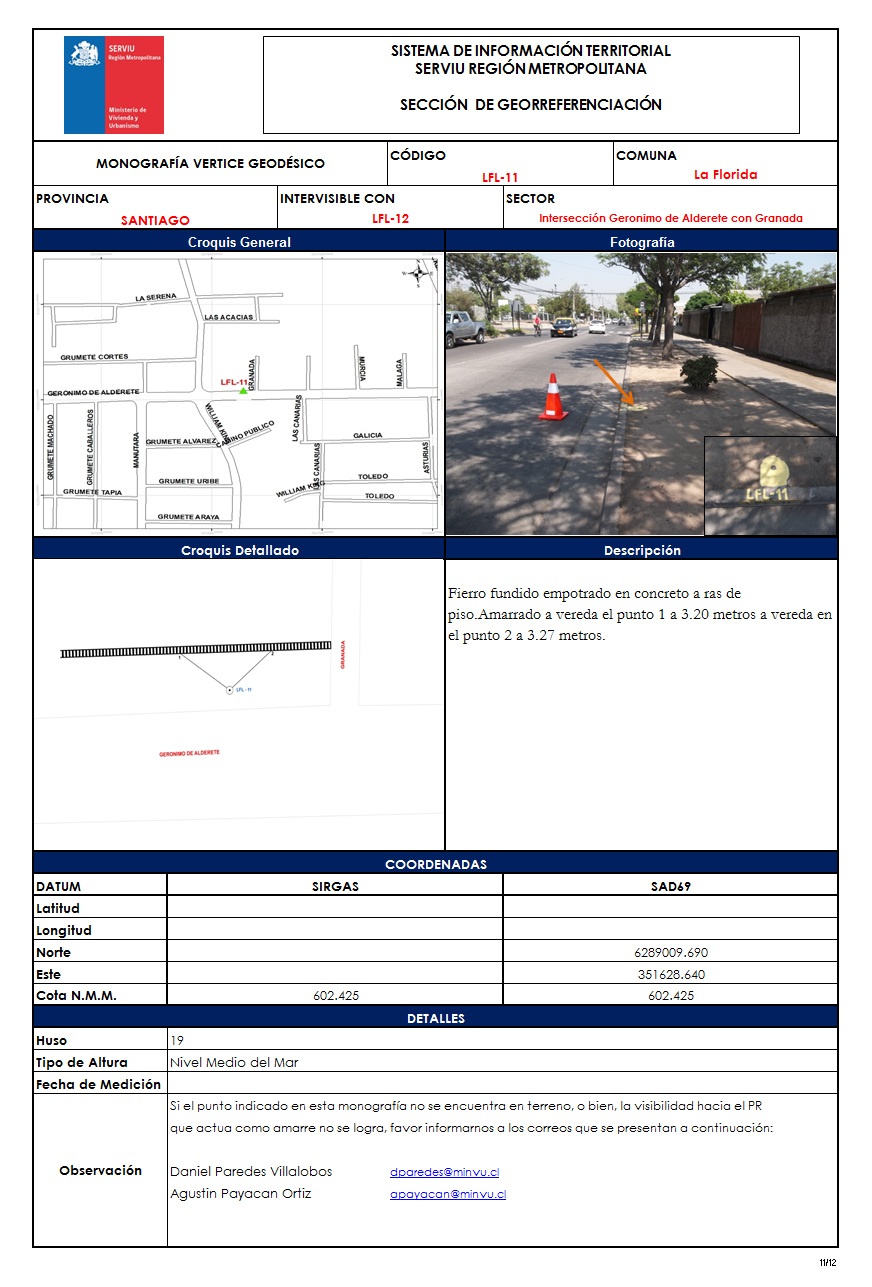 SERVIU
Región Metropolitana
Ministerio de
Vivienda y
Urbanismo
SISTEMA DE INFORMACIÓN TERRITORIAL
SERVIU REGIÓN METROPOLITANA
SECCIÓN DE GEORREFERENCIACIÓN
MONOGRAFÍA VERTICE GEODÉSICO
CÓDIGO
LFL-11
COMUNA
La Florida
PROVINCIA
SANTIAGO
INTERVISIBLE CON
LFL-12
SECTOR
Intersección Geronimo de Alderete con Granada
Croquis General
Fotografía
N
W
E
S
LA SERENA
LAS ACACIAS
GRUMETE CORTES
LFL-11
GRANADA
MURCIA
MALAGA
GERONIMO DE ALDERETE
GRUMETE MACHADO
GRUMETE CABALLEROS
MANUTARA
WILLIAM KING
CAMINO PUBLICO
LAS CANARIAS
GRUMETE ALVAREZ
GALICIA
ASTURIAS
LAS CANARIAS
GRUMETE URIBE
TOLEDO
GRUMETE TAPIA
WILLIAM KING
TOLEDO
GRUMETE ARAYA
LFL-11
Croquis Detallado
Descripción
1
2
LFL - 11
GRANADA
GERONIMO DE ALDERETE
Fierro fundido empotrado en concreto a ras de
piso.Amarrado a vereda el punto 1 a 3.20 metros a vereda en
el punto 2 a 3.27 metros.
COORDENADAS
DATUM SIRGAS SAD69
Latitud
Longitud
Norte 6289009.690
Este 351628.640
Cota N.M.M. 602.425 602.425
DETALLES
Huso 19
Tipo de Altura Nivel Medio del Mar
Fecha de Medición
Observación
Si el punto indicado en esta monografía no se encuentra en terreno, o bien, la visibilidad hacia el PR
que actua como amarre no se logra, favor informarnos a los correos que se presentan a continuación:
Daniel Paredes Villalobos dparedes@minvu.cl
Agustin Payacan Ortiz apayacan@minvu.cl
11/12